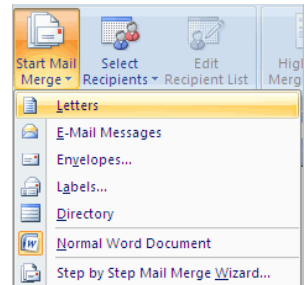 Start Mail Select Edit High
Merge Recipients Recipient List Merg
Letters
E-Mail Messages
Envelopes...
Labels...
Directory
Normal Word Document
Step by Step Mail Merge Wizard...